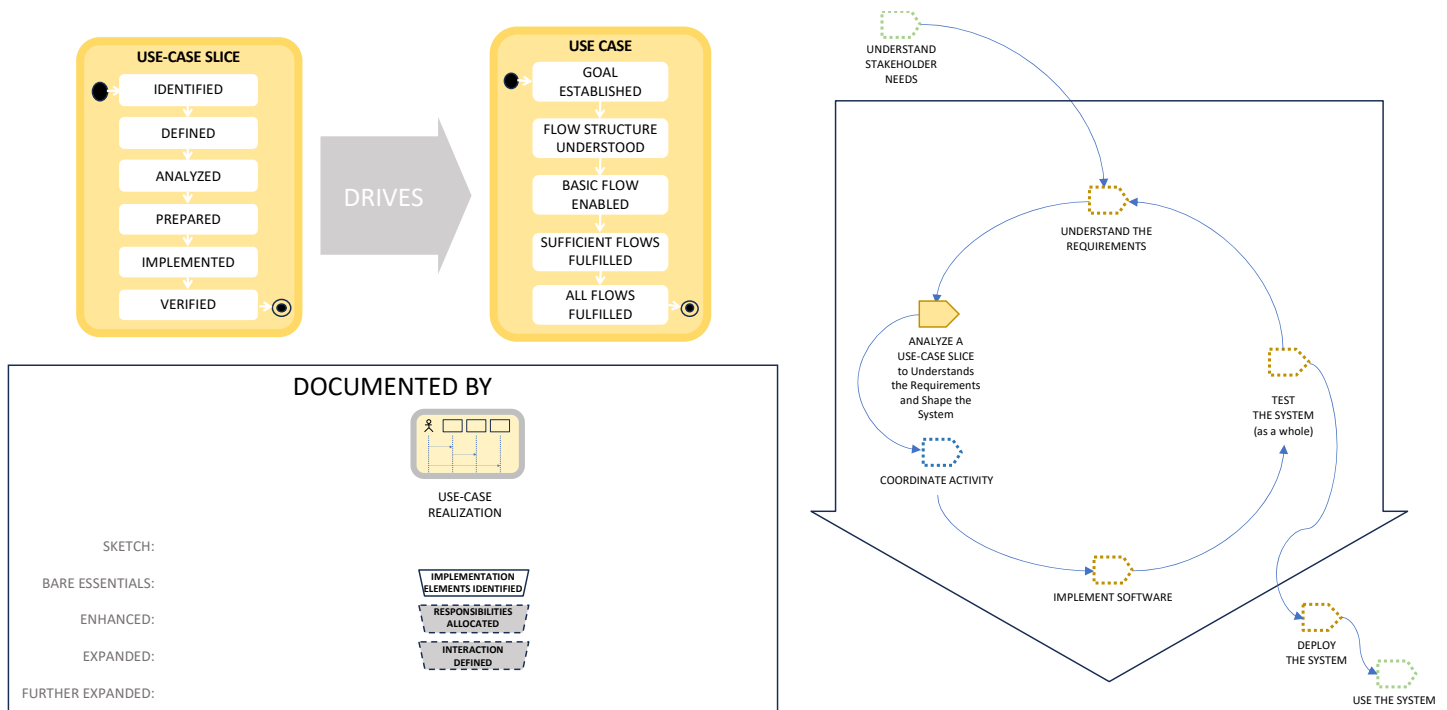 USE-CASE SLICE
IDENTIFIED
DEFINED
ANALYZED
PREPARED
IMPLEMENTED
VERIFIED
DRIVES
USE CASE
GOAL
ESTABLISHED
FLOW STRUCTURE
UNDERSTOOD
BASIC FLOW
ENABLED
SUFFICIENT FLOWS
FULFILLED
ALL FLOWS
FULFILLED
DOCUMENTED BY
USE-CASE
REALIZATION
SKETCH:
BARE ESSENTIALS:
IMPLEMENTATION
ELEMENTS IDENTIFIED
ENHANCED:
RESPONSIBILITIES
ALLOCATED
EXPANDED:
INTERACTION
DEFINED
FURTHER EXPANDED:
UNDERSTAND
STAKEHOLDER
NEEDS
UNDERSTAND THE
REQUIREMENTS
ANALYZE A
USE-CASE SLICE
to Understands
the Requirements
and Shape the
System
COORDINATE ACTIVITY
IMPLEMENT SOFTWARE
TEST
THE SYSTEM
(as a whole)
DEPLOY
THE SYSTEM
USE THE SYSTEM